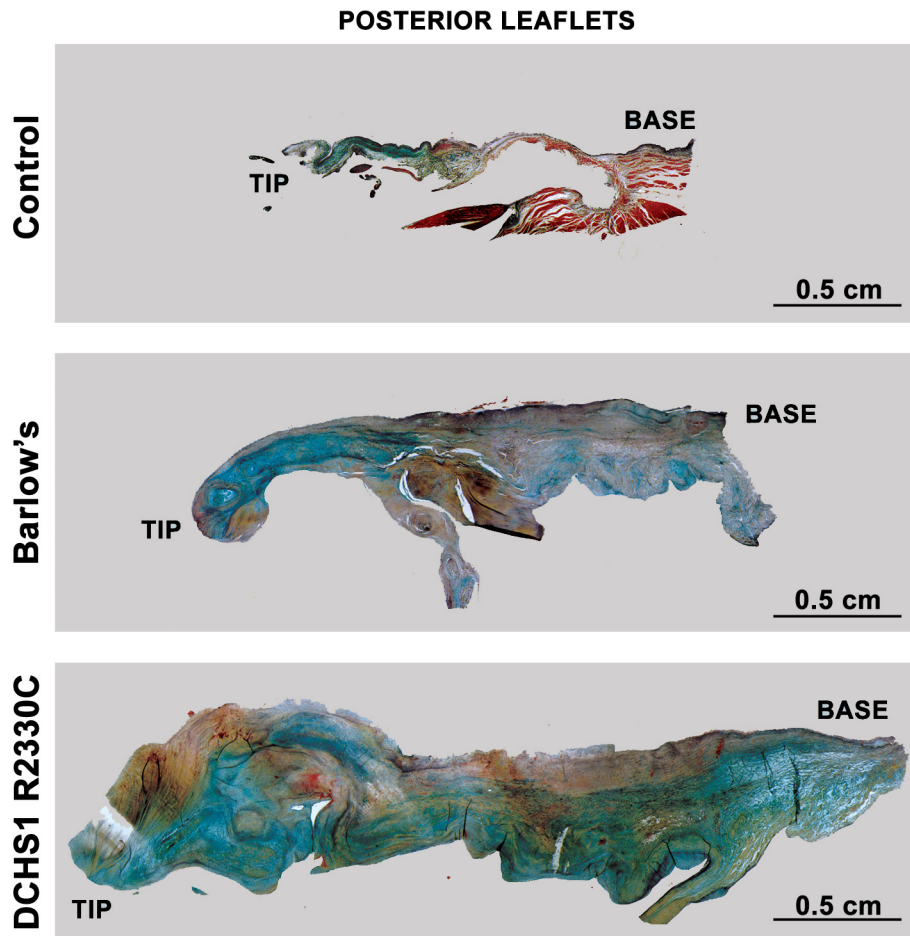 POSTERIOR LEAFLETS
Control
BASE
TIP
0.5 cm
Barlow's
BASE
TIP
0.5 cm
DCHS1 R2330C
BASE
TIP
0.5 cm